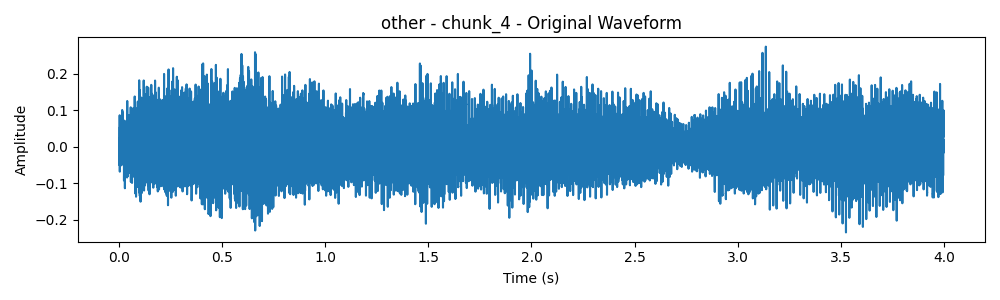 other - chunk_4 - Original Waveform
Amplitude
0.2
0.1
0.0
−0.1
−0.2
0.0 0.5 1.0 1.5 2.0 2.5 3.0 3.5 4.0
Time (s)